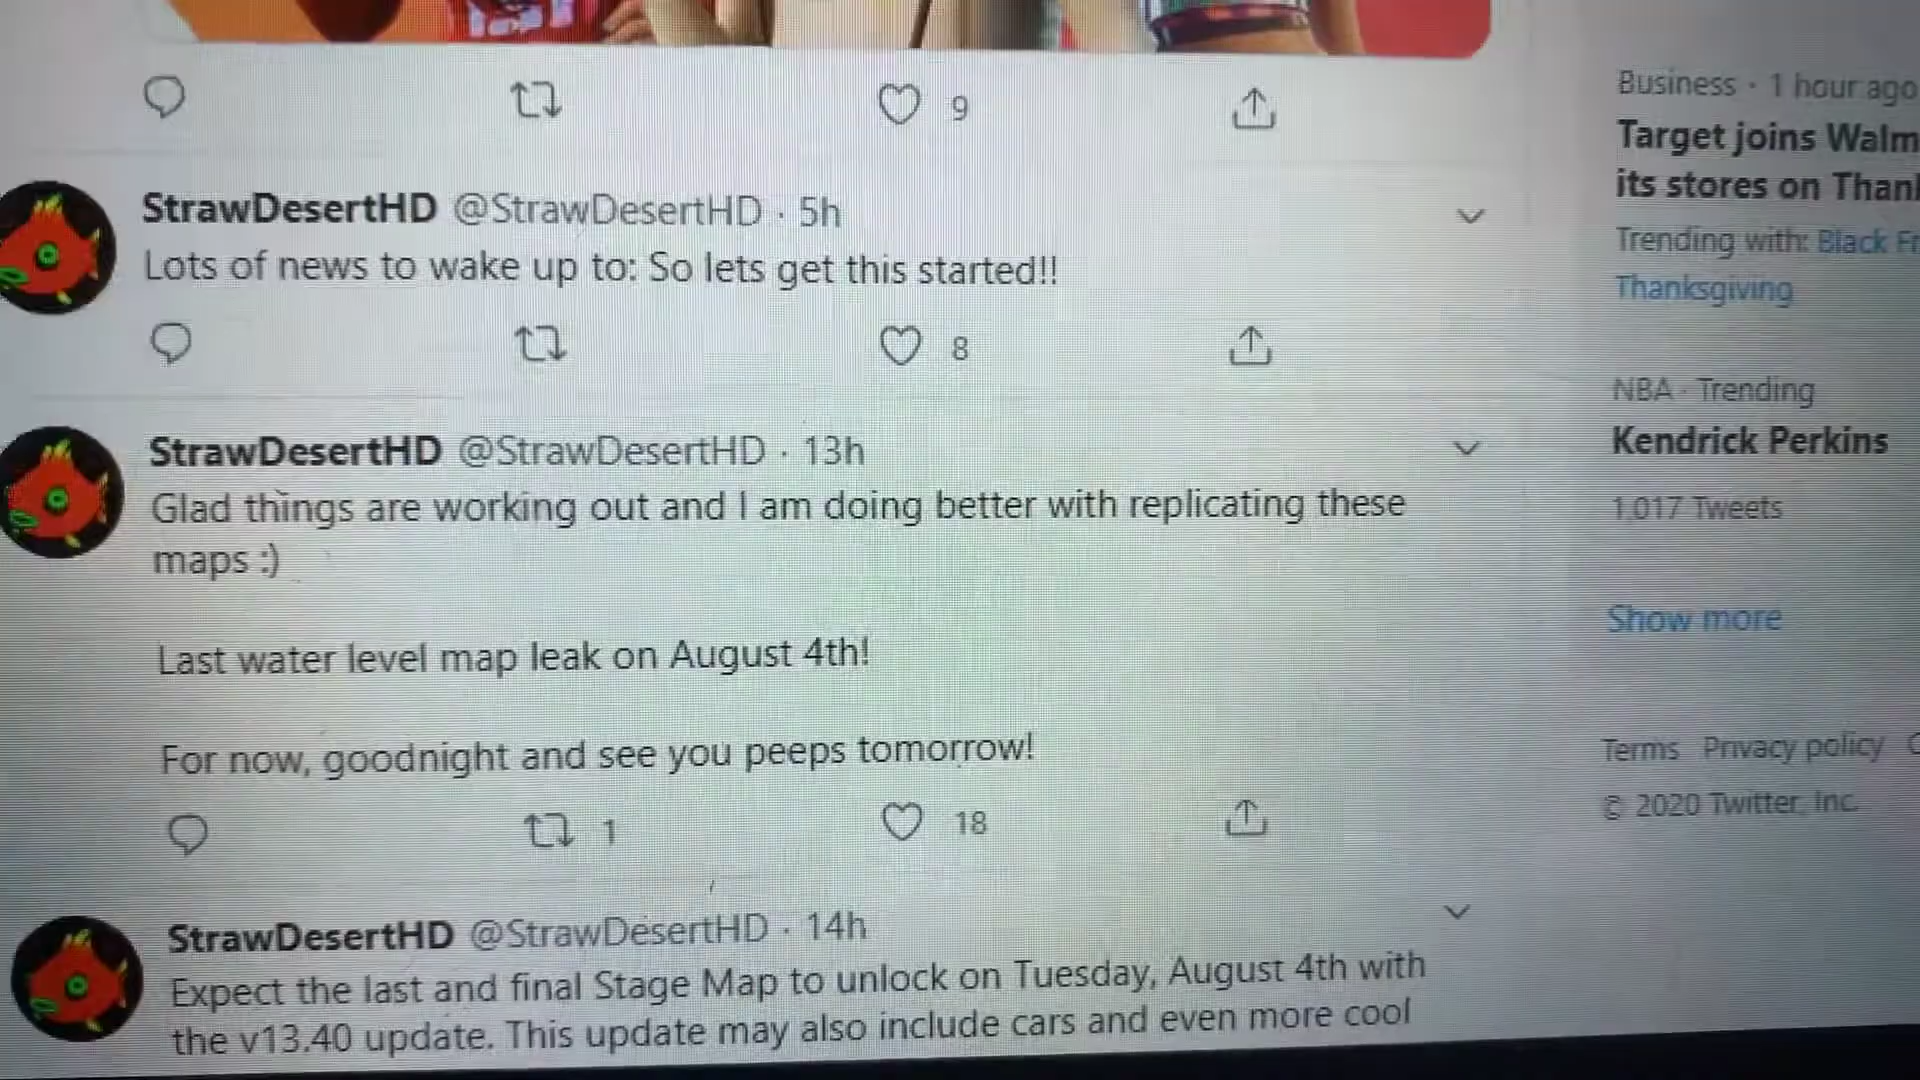 9
StrawDesertHD @StrawDesertHD · 5h
Lots of news to wake up to: So lets get this started!!
8
StrawDesertHD @StrawDesertHD · 13h
Glad things are working out and I am doing better with replicating these
maps :)
Last water level map leak on August 4th!
For now, goodnight and see you peeps tomorrow!
1 18
StrawDesertHD @StrawDesertHD · 14h
Expect the last and final Stage Map to unlock on Tuesday, August 4th with
the v13.40 update. This update may also include cars and even more cool
Business · 1 hour ago
Target joins Walm
its stores on Than
Trending with: Black Fr
Thanksgiving
NBA · Trending
Kendrick Perkins
1,017 Tweets
Show more
Terms Privacy policy
© 2020 Twitter, Inc.